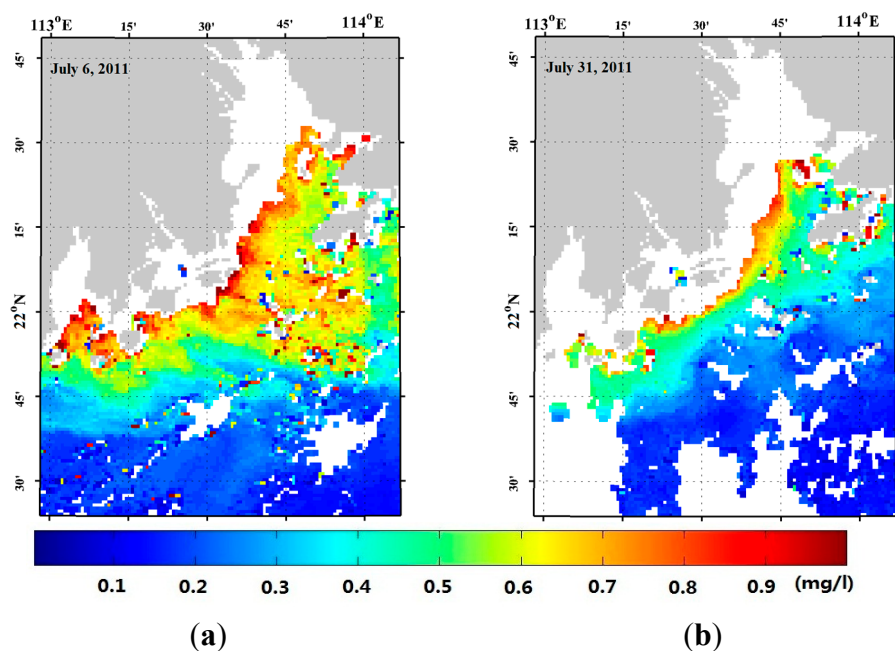 113°E 15' 30' 45' 114°E
113°E 15' 30' 45' 114°E
July 6, 2011
July 31, 2011
45'
30'
15'
22°N
45'
30'
45'
30'
15'
22°N
45'
30'
0.1 0.2 0.3 0.4 0.5 0.6 0.7 0.8 0.9 (mg/l)
(a) (b)